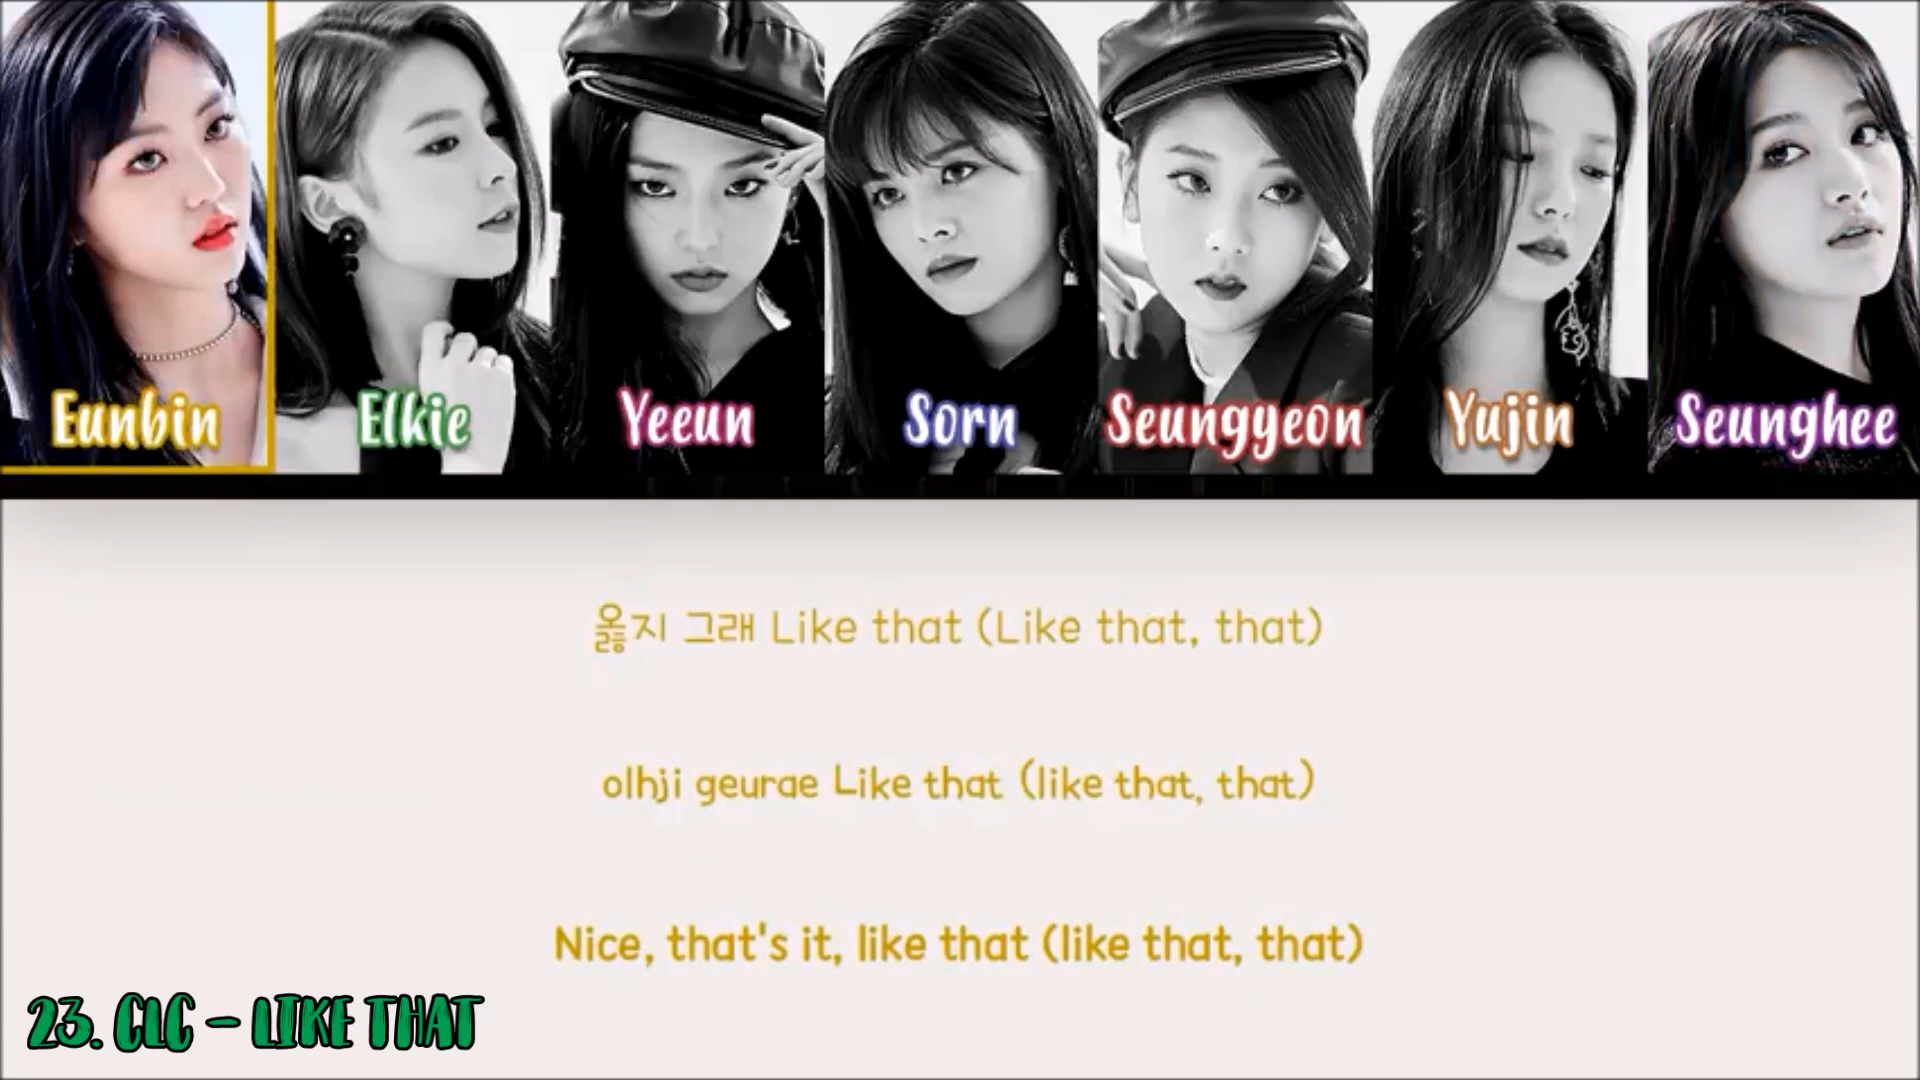 Eunbin Elkie Yeeun Sorn Seungyeon Yujin Seunghee
옳지 그래 Like that (Like that, that)
olhji geurae Like that (like that, that)
Nice, that's it, like that (like that, that)
23. CLC - LIKE THAT